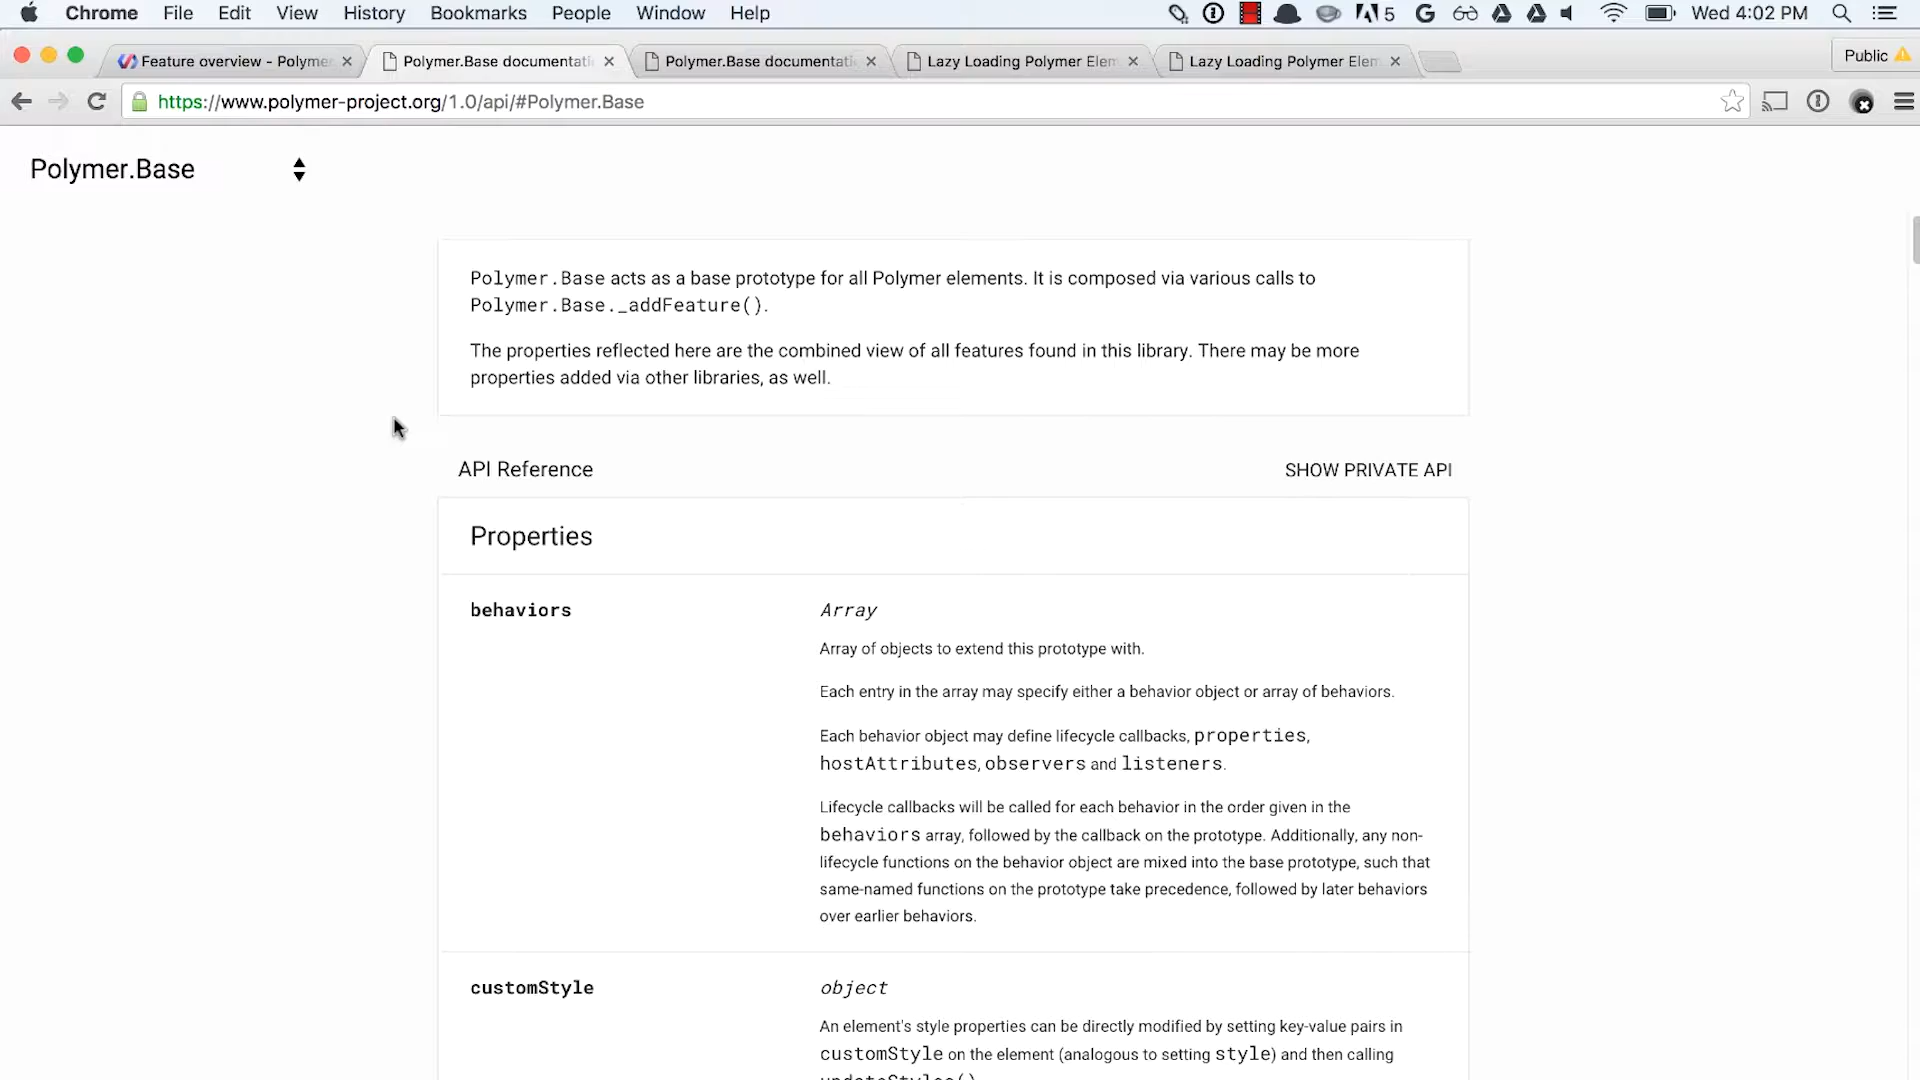 Chrome File Edit View History Bookmarks People Window Help
5 Wed 4:02 PM
Feature overview - Polyme
Polymer.Base documentati
Polymer.Base documentati
Lazy Loading Polymer Elem
Lazy Loading Polymer Elem
Public
https://www.polymer-project.org/1.0/api/#Polymer.Base
Polymer.Base
Polymer.Base acts as a base prototype for all Polymer elements. It is composed via various calls to
Polymer.Base._addFeature().
The properties reflected here are the combined view of all features found in this library. There may be more
properties added via other libraries, as well.
API Reference
SHOW PRIVATE API
Properties
behaviors
Array
Array of objects to extend this prototype with.
Each entry in the array may specify either a behavior object or array of behaviors.
Each behavior object may define lifecycle callbacks, properties,
hostAttributes, observers and listeners.
Lifecycle callbacks will be called for each behavior in the order given in the
behaviors array, followed by the callback on the prototype. Additionally, any non-
lifecycle functions on the behavior object are mixed into the base prototype, such that
same-named functions on the prototype take precedence, followed by later behaviors
over earlier behaviors.
customStyle
object
An element's style properties can be directly modified by setting key-value pairs in
customStyle on the element (analogous to setting style) and then calling